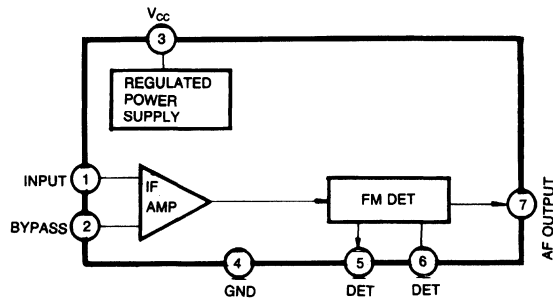 VCC
3
REGULATED
POWER
SUPPLY
INPUT
1
IF
AMP
FM DET
7
AF OUTPUT
BYPASS
2
4
5
6
GND
DET
DET